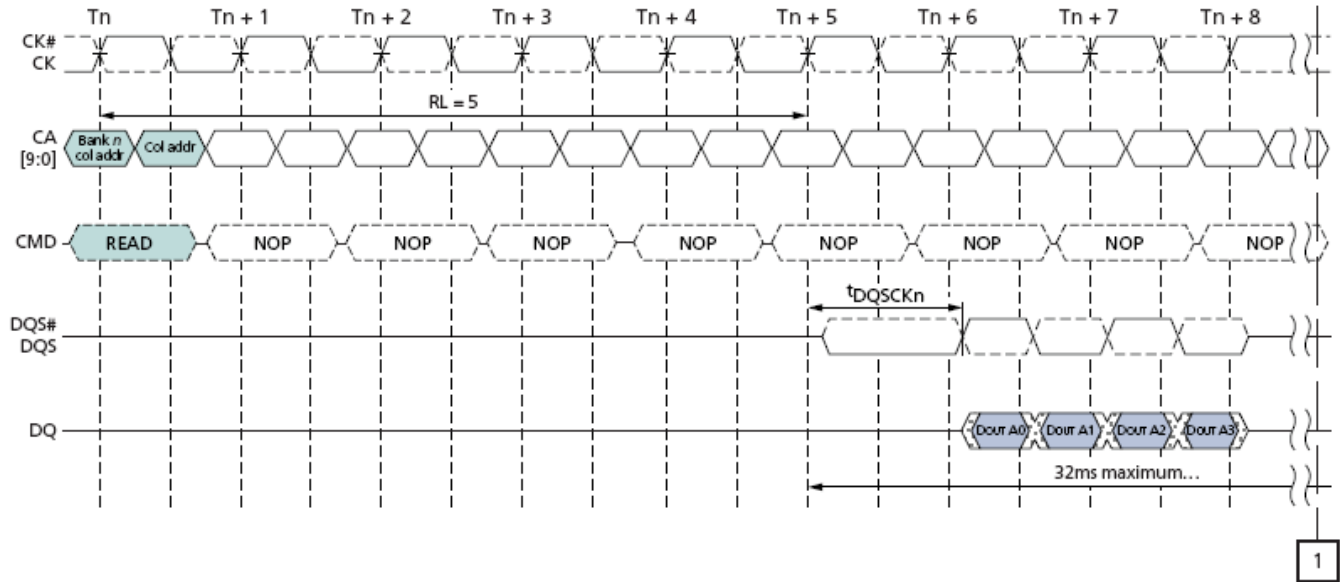 Tn Tn + 1 Tn + 2 Tn + 3 Tn + 4 Tn + 5 Tn + 6 Tn + 7 Tn + 8
CK#
CK
RL = 5
CA
[9:0]
Bank n
col addr
Col addr
CMD READ NOP NOP NOP NOP NOP NOP NOP NOP
tDQSCKn
DQS#
DQS
DQ DOUT A0 DOUT A1 DOUT A2 DOUT A3
32ms maximum…
1